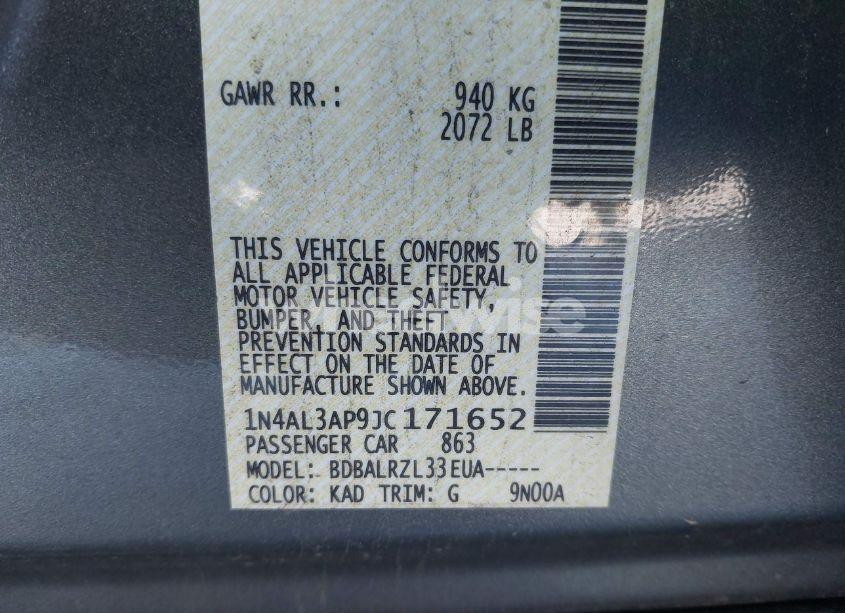 GAWR RR.: 940 KG
2072 LB
THIS VEHICLE CONFORMS TO
ALL APPLICABLE FEDERAL
MOTOR VEHICLE SAFETY,
BUMPER, AND THEFT
PREVENTION STANDARDS IN
EFFECT ON THE DATE OF
MANUFACTURE SHOWN ABOVE.
1N4AL3AP9JC171652
PASSENGER CAR 863
MODEL: BDBALRZL33EUA-----
COLOR: KAD TRIM: G 9N00A